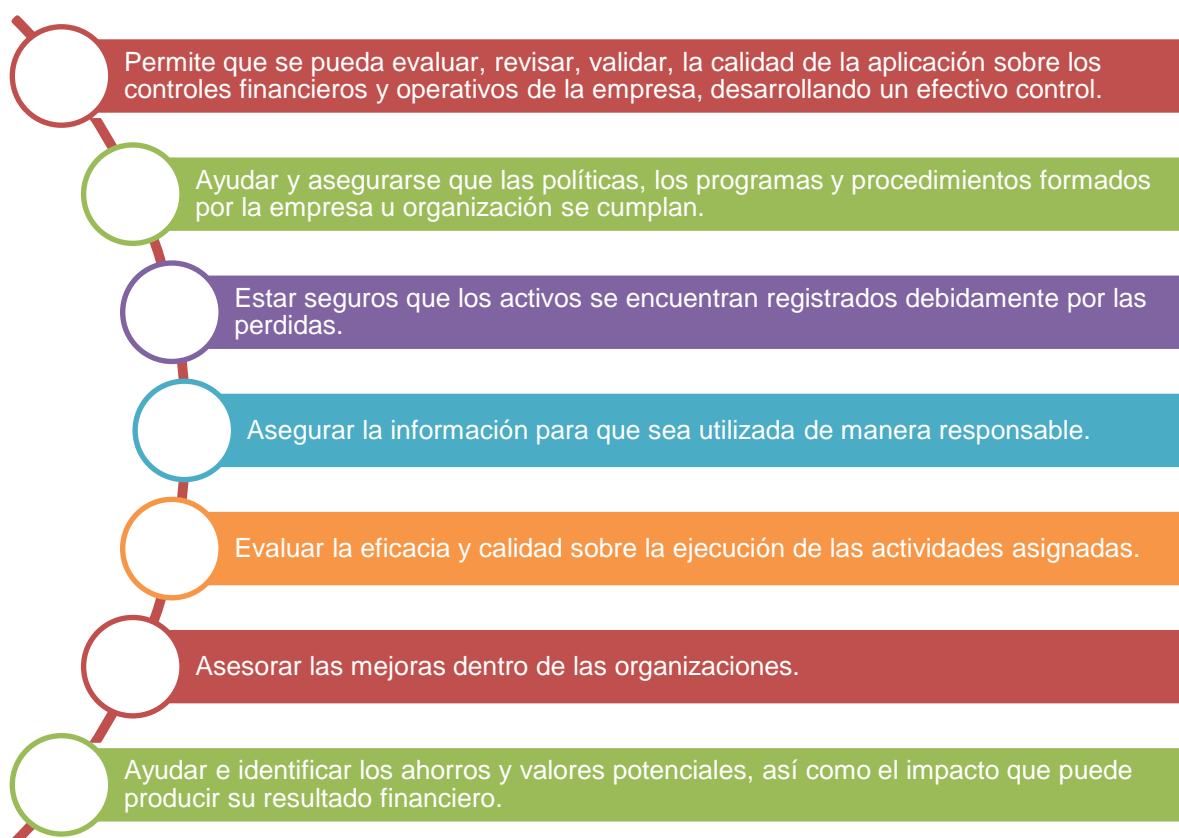 Permite que se pueda evaluar, revisar, validar, la calidad de la aplicación sobre los
controles financieros y operativos de la empresa, desarrollando un efectivo control.
Ayudar y asegurarse que las políticas, los programas y procedimientos formados
por la empresa u organización se cumplan.
Estar seguros que los activos se encuentran registrados debidamente por las
perdidas.
Asegurar la información para que sea utilizada de manera responsable.
Evaluar la eficacia y calidad sobre la ejecución de las actividades asignadas.
Asesorar las mejoras dentro de las organizaciones.
Ayudar e identificar los ahorros y valores potenciales, así como el impacto que puede
producir su resultado financiero.